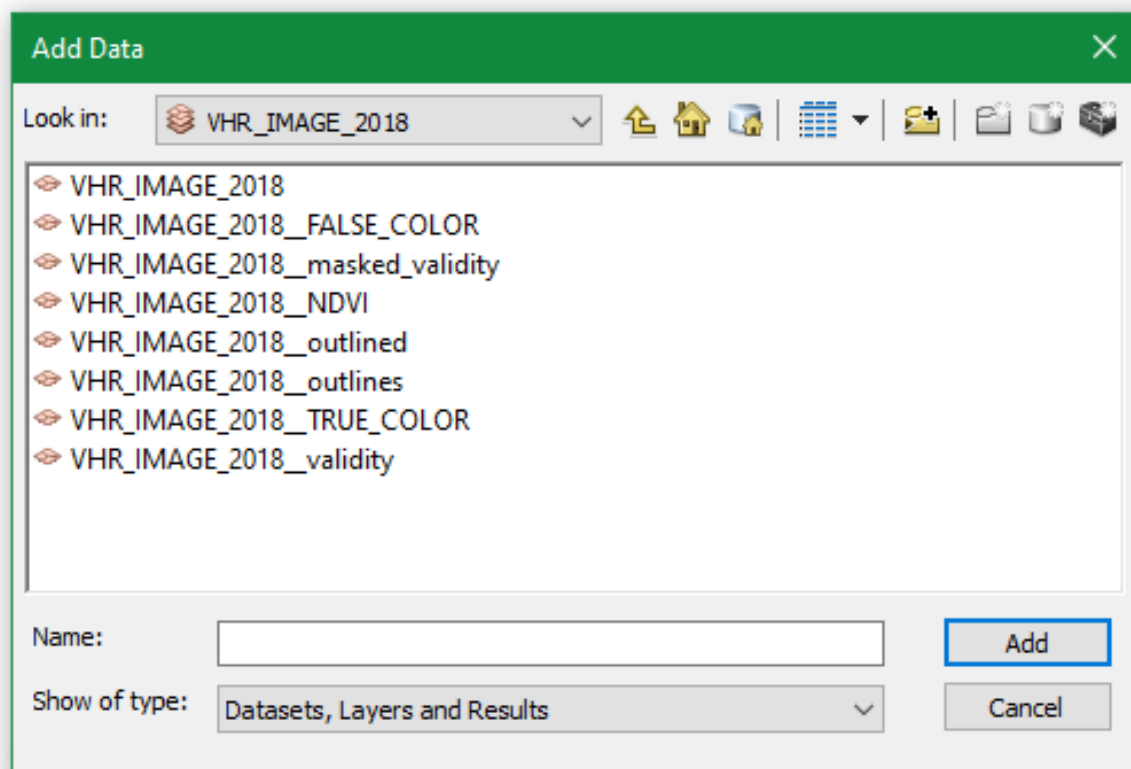 Add Data
Look in: VHR_IMAGE_2018
VHR_IMAGE_2018
VHR_IMAGE_2018__FALSE_COLOR
VHR_IMAGE_2018__masked_validity
VHR_IMAGE_2018__NDVI
VHR_IMAGE_2018__outlined
VHR_IMAGE_2018__outlines
VHR_IMAGE_2018__TRUE_COLOR
VHR_IMAGE_2018__validity
Name: Add
Show of type: Datasets, Layers and Results Cancel